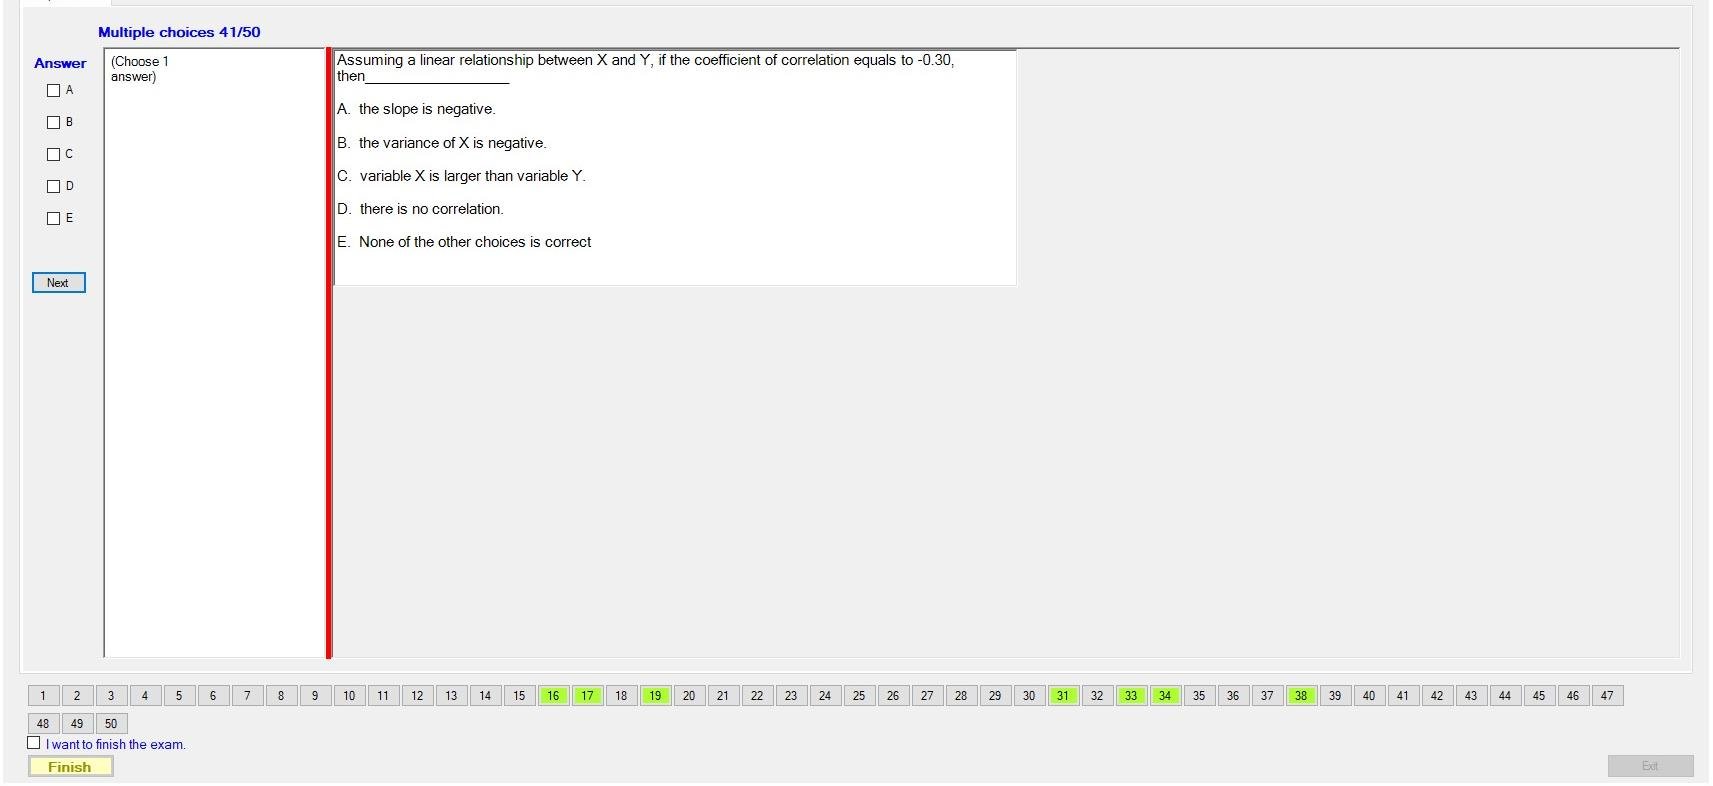 Multiple choices 41/50
Answer
(Choose 1
answer)
A
B
C
D
E
Next
Assuming a linear relationship between X and Y, if the coefficient of correlation equals to -0.30,
then__________________
A. the slope is negative.
B. the variance of X is negative.
C. variable X is larger than variable Y.
D. there is no correlation.
E. None of the other choices is correct
1 2 3 4 5 6 7 8 9 10 11 12 13 14 15 16 17 18 19 20 21 22 23 24 25 26 27 28 29 30 31 32 33 34 35 36 37 38 39 40 41 42 43 44 45 46 47
48 49 50
I want to finish the exam.
Finish
Exit